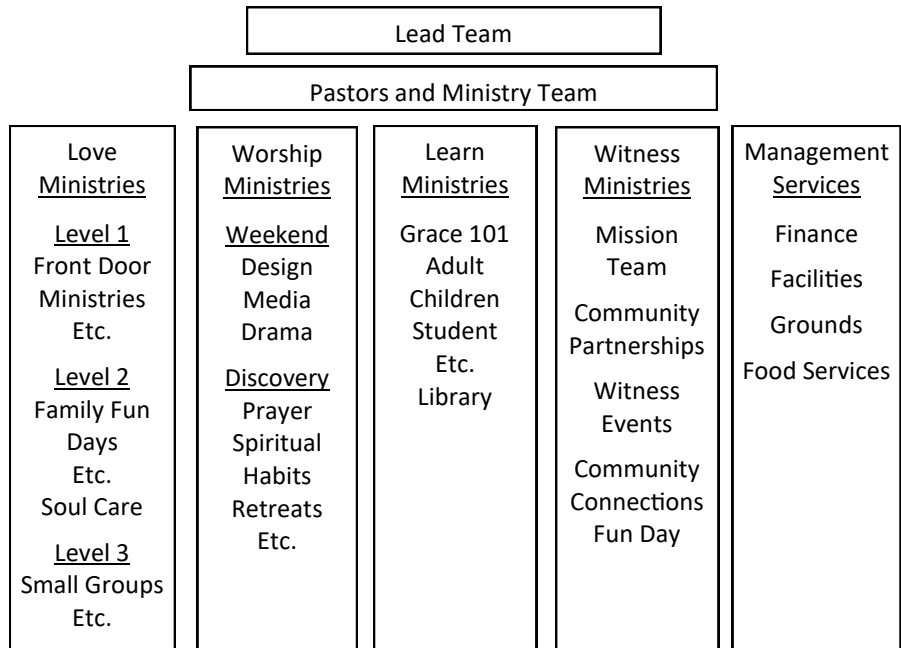 Lead Team
Pastors and Ministry Team
Love
Ministries
Level 1
Front Door
Ministries
Etc.
Level 2
Family Fun
Days
Etc.
Soul Care
Level 3
Small Groups
Etc.
Worship
Ministries
Weekend
Design
Media
Drama
Discovery
Prayer
Spiritual
Habits
Retreats
Etc.
Learn
Ministries
Grace 101
Adult
Children
Student
Etc.
Library
Witness
Ministries
Mission
Team
Community
Partnerships
Witness
Events
Community
Connections
Fun Day
Management
Services
Finance
Facilities
Grounds
Food Services